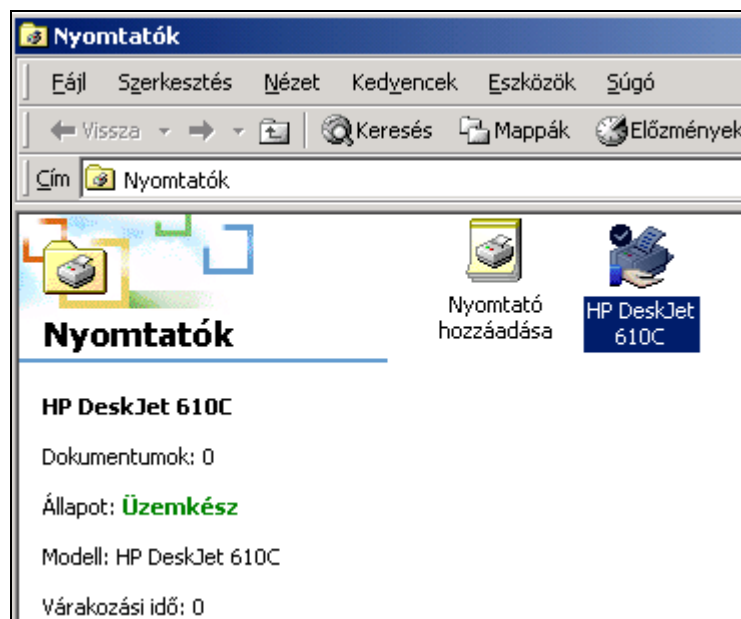 Nyomtatók
Fájl Szerkesztés Nézet Kedvencek Eszközök Súgó
Vissza Keresés Mappák Előzmények
Cím Nyomtatók
Nyomtató hozzáadása
HP DeskJet 610C
Nyomtatók
HP DeskJet 610C
Dokumentumok: 0
Állapot: Üzemkész
Modell: HP DeskJet 610C
Várakozási idő: 0